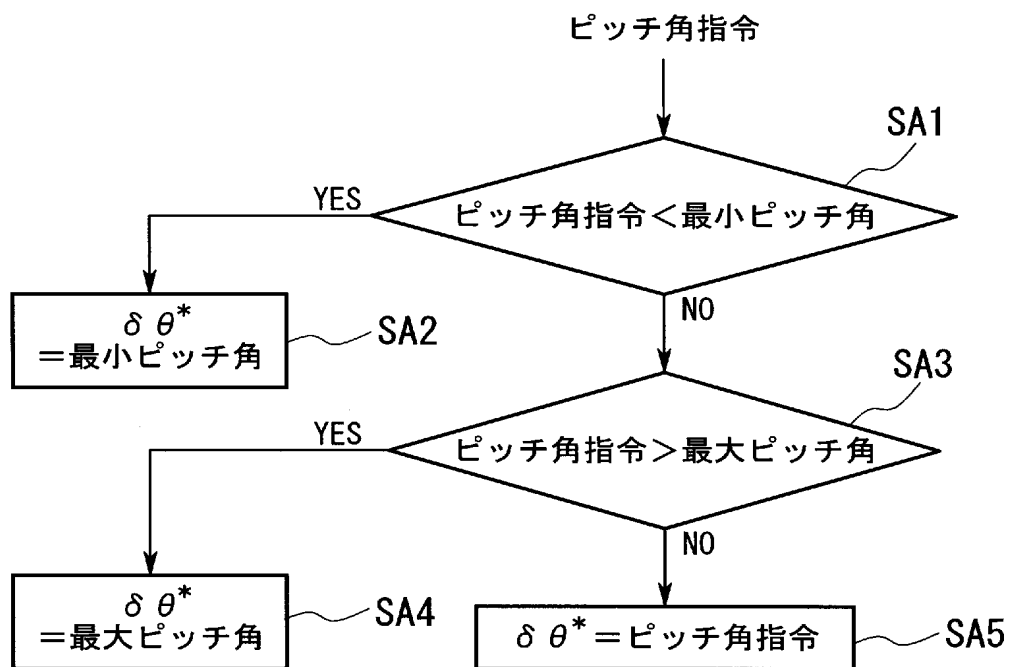 ピッチ角指令
SA1
YES
ピッチ角指令＜最小ピッチ角
NO
δθ*
＝最小ピッチ角
SA2
SA3
YES
ピッチ角指令＞最大ピッチ角
NO
δθ*
＝最大ピッチ角
SA4
δθ*＝ピッチ角指令
SA5